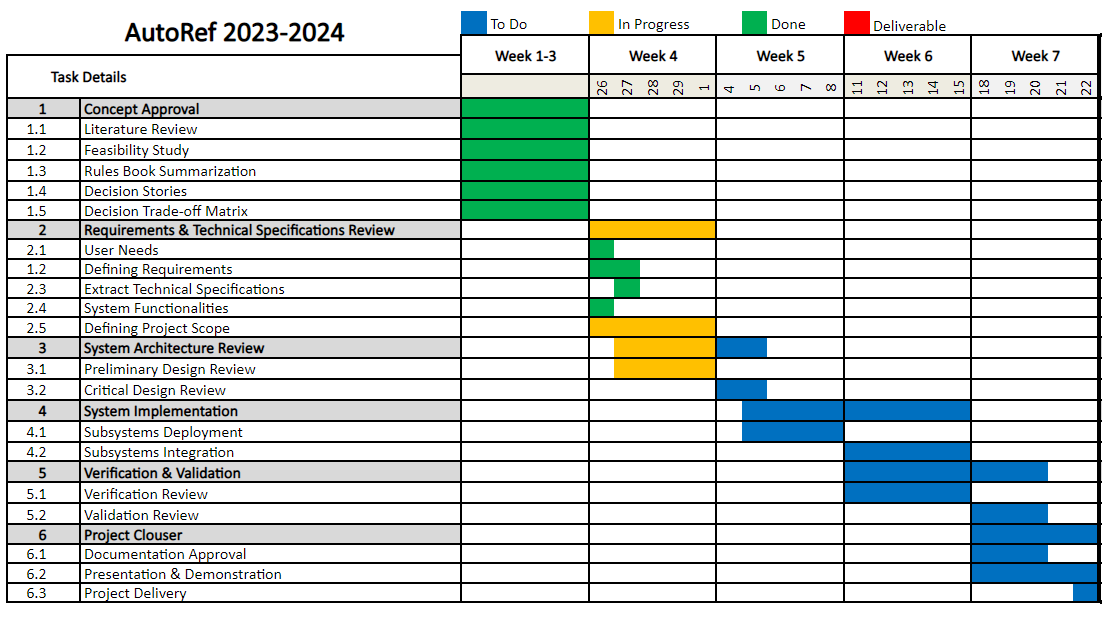 AutoRef 2023-2024
To Do In Progress Done Deliverable
Task Details Week 1-3 Week 4 Week 5 Week 6 Week 7
26 27 28 29 1 4 5 6 7 8 11 12 13 14 15 18 19 20 21 22
1 Concept Approval
1.1 Literature Review
1.2 Feasibility Study
1.3 Rules Book Summarization
1.4 Decision Stories
1.5 Decision Trade-off Matrix
2 Requirements & Technical Specifications Review
2.1 User Needs
1.2 Defining Requirements
2.3 Extract Technical Specifications
2.4 System Functionalities
2.5 Defining Project Scope
3 System Architecture Review
3.1 Preliminary Design Review
3.2 Critical Design Review
4 System Implementation
4.1 Subsystems Deployment
4.2 Subsystems Integration
5 Verification & Validation
5.1 Verification Review
5.2 Validation Review
6 Project Clouser
6.1 Documentation Approval
6.2 Presentation & Demonstration
6.3 Project Delivery